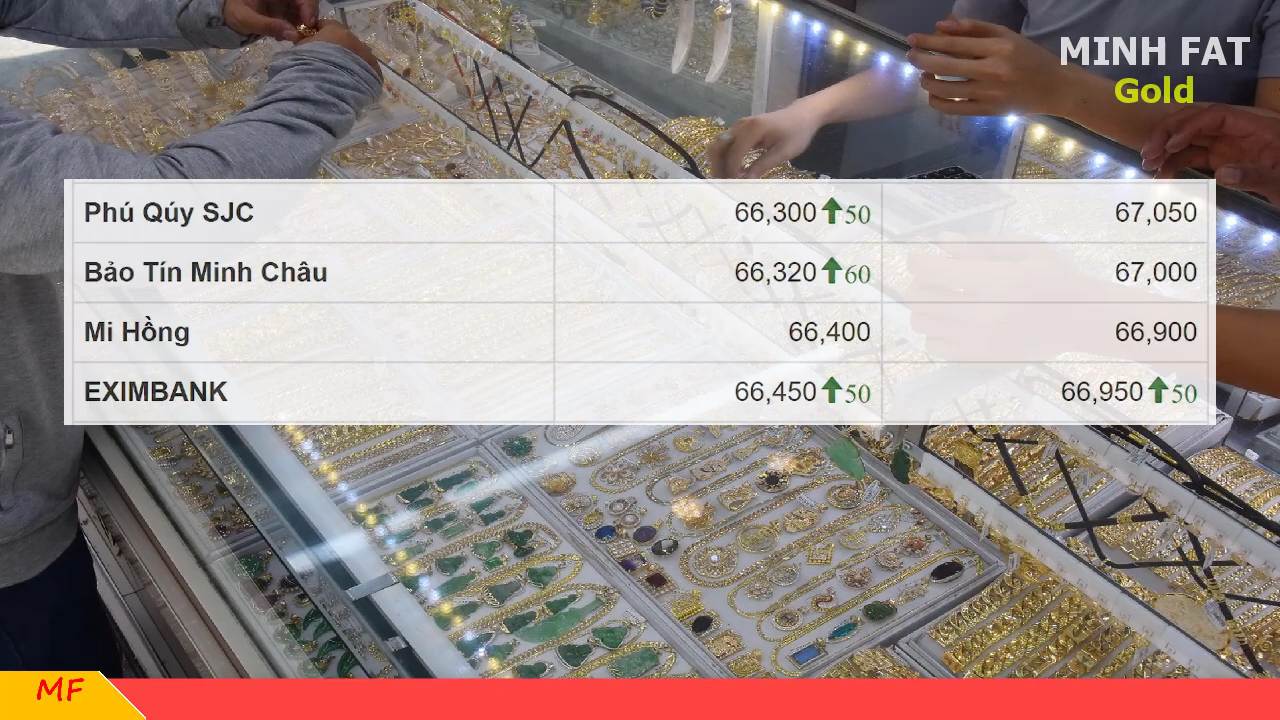 MINH FAT
Gold
Phú Qúy SJC 66,300 50 67,050
Bảo Tín Minh Châu 66,320 60 67,000
Mi Hồng 66,400 66,900
EXIMBANK 66,450 50 66,950 50
MF